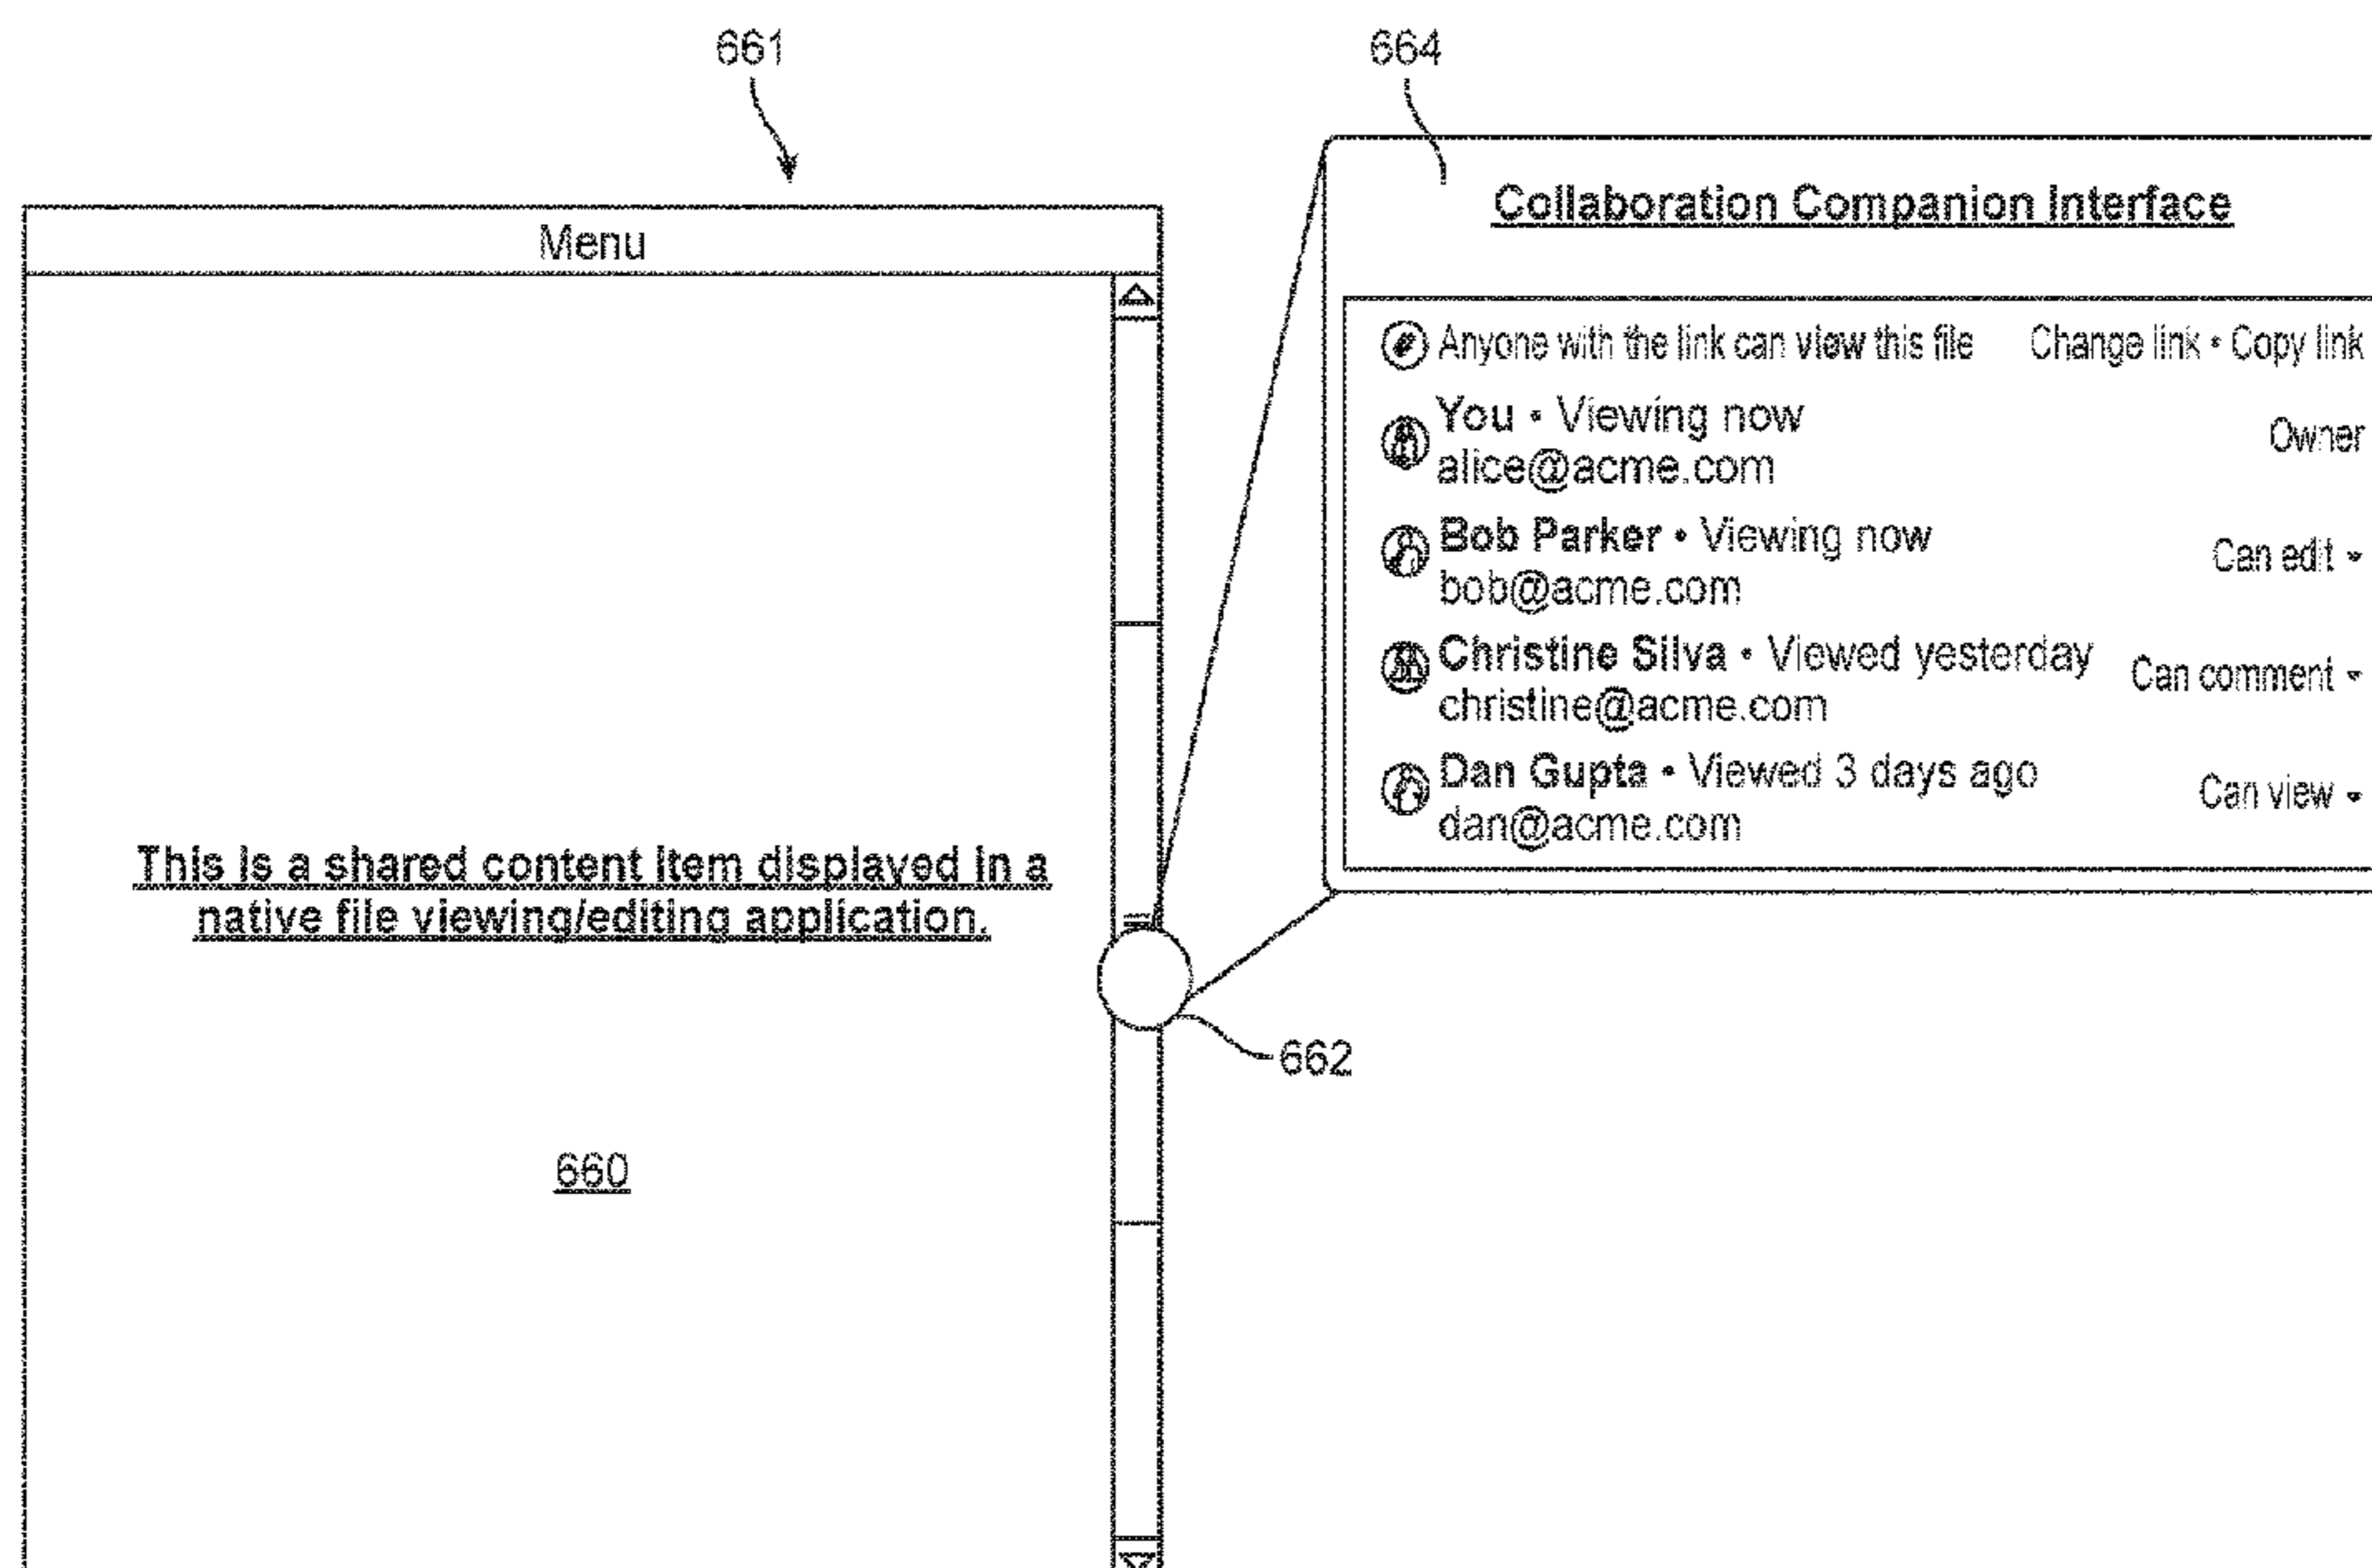 661
664
Menu
Collaboration Companion Interface
Anyone with the link can view this file Change link • Copy link
You • Viewing now
alice@acme.com
Owner
Bob Parker • Viewing now
bob@acme.com
Can edit
Christine Silva • Viewed yesterday
christine@acme.com
Can comment
Dan Gupta • Viewed 3 days ago
dan@acme.com
Can view
This is a shared content item displayed in a
native file viewing/editing application.
662
660